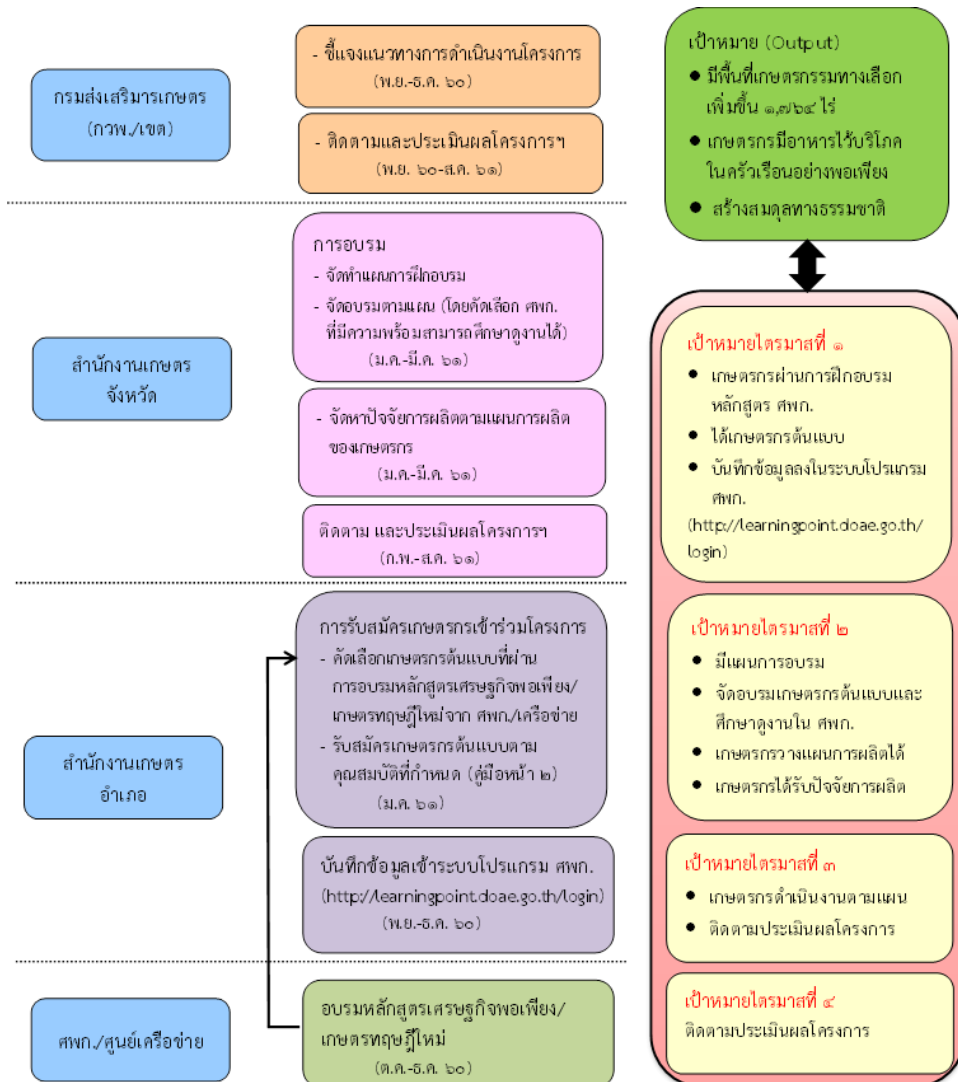 กรมส่งเสริมารเกษตร
(กวพ./เขต)
- ชี้แจงแนวทางการดำเนินงานโครงการ
(พ.ย.-ธ.ค. ๖๐)
- ติดตามและประเมินผลโครงการฯ
(พ.ย. ๖๐-ส.ค. ๖๑)
สำนักงานเกษตร
จังหวัด
การอบรม
- จัดทำแผนการฝึกอบรม
- จัดอบรมตามแผน (โดยคัดเลือก ศพก.
ที่มีความพร้อมสามารถศึกษาดูงานได้)
(ม.ค.-มี.ค. ๖๑)
- จัดหาปัจจัยการผลิตตามแผนการผลิต
ของเกษตรกร
(ม.ค.-มี.ค. ๖๑)
ติดตาม และประเมินผลโครงการฯ
(ก.พ.-ส.ค. ๖๑)
สำนักงานเกษตร
อำเภอ
การรับสมัครเกษตรกรเข้าร่วมโครงการ
- คัดเลือกเกษตรกรต้นแบบที่ผ่าน
การอบรมหลักสูตรเศรษฐกิจพอเพียง/
เกษตรทฤษฎีใหม่จาก ศพก./เครือข่าย
- รับสมัครเกษตรกรต้นแบบตาม
คุณสมบัติที่กำหนด (คู่มือหน้า ๒)
(ม.ค. ๖๑)
บันทึกข้อมูลเข้าระบบโปรแกรม ศพก.
(http://learningpoint.doae.go.th/login)
(พ.ย.-ธ.ค. ๖๐)
ศพก./ศูนย์เครือข่าย
อบรมหลักสูตรเศรษฐกิจพอเพียง/
เกษตรทฤษฎีใหม่
(ต.ค.-ธ.ค. ๖๐)
เป้าหมาย (Output)
● มีพื้นที่เกษตรกรรมทางเลือก
เพิ่มขึ้น ๑,๗๖๔ ไร่
● เกษตรกรมีอาหารไว้บริโภค
ในครัวเรือนอย่างพอเพียง
● สร้างสมดุลทางธรรมชาติ
เป้าหมายไตรมาสที่ ๑
● เกษตรกรผ่านการฝึกอบรม
หลักสูตร ศพก.
● ได้เกษตรกรต้นแบบ
● บันทึกข้อมูลลงในระบบโปรแกรม
ศพก.
(http://learningpoint.doae.go.th/
login)
เป้าหมายไตรมาสที่ ๒
● มีแผนการอบรม
● จัดอบรมเกษตรกรต้นแบบและ
ศึกษาดูงานใน ศพก.
● เกษตรกรวางแผนการผลิตได้
● เกษตรกรได้รับปัจจัยการผลิต
เป้าหมายไตรมาสที่ ๓
● เกษตรกรดำเนินงานตามแผน
● ติดตามประเมินผลโครงการ
เป้าหมายไตรมาสที่ ๔
ติดตามประเมินผลโครงการ